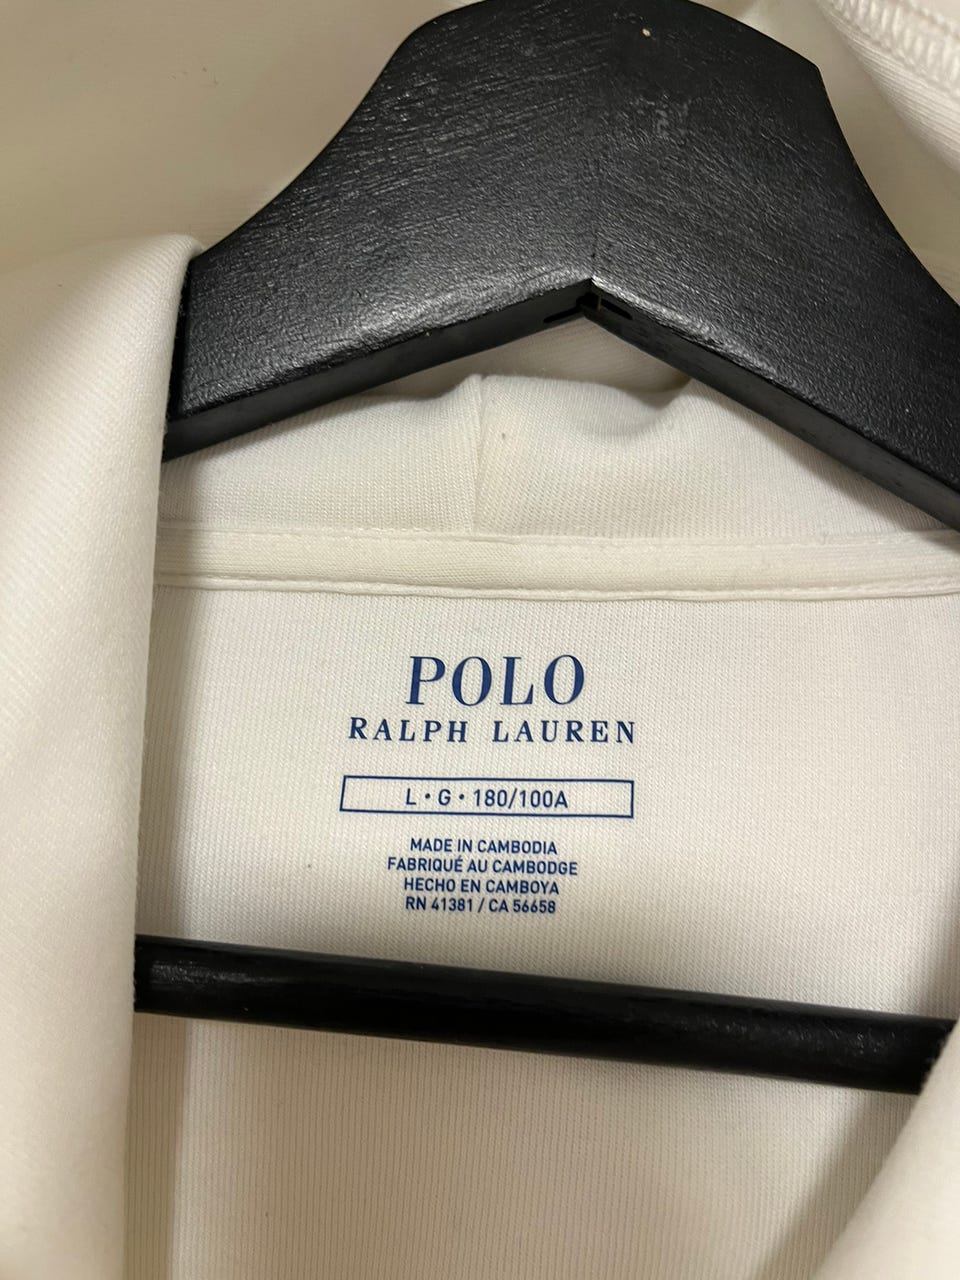 POLO
RALPH LAUREN
L • G • 180/100A
MADE IN CAMBODIA
FABRIQUÉ AU CAMBODGE
HECHO EN CAMBOYA
RN 41381 / CA 56658